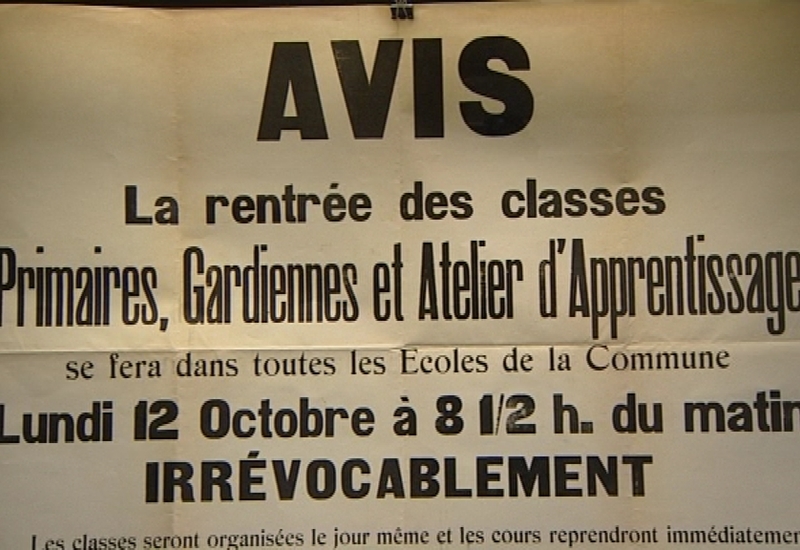 AVIS
La rentrée des classes
Primaires, Gardiennes et Atelier d'Apprentissage
se fera dans toutes les Ecoles de la Commune
Lundi 12 Octobre à 8 1/2 h. du matin
IRRÉVOCABLEMENT
Les classes seront organisées le jour même et les cours reprendront